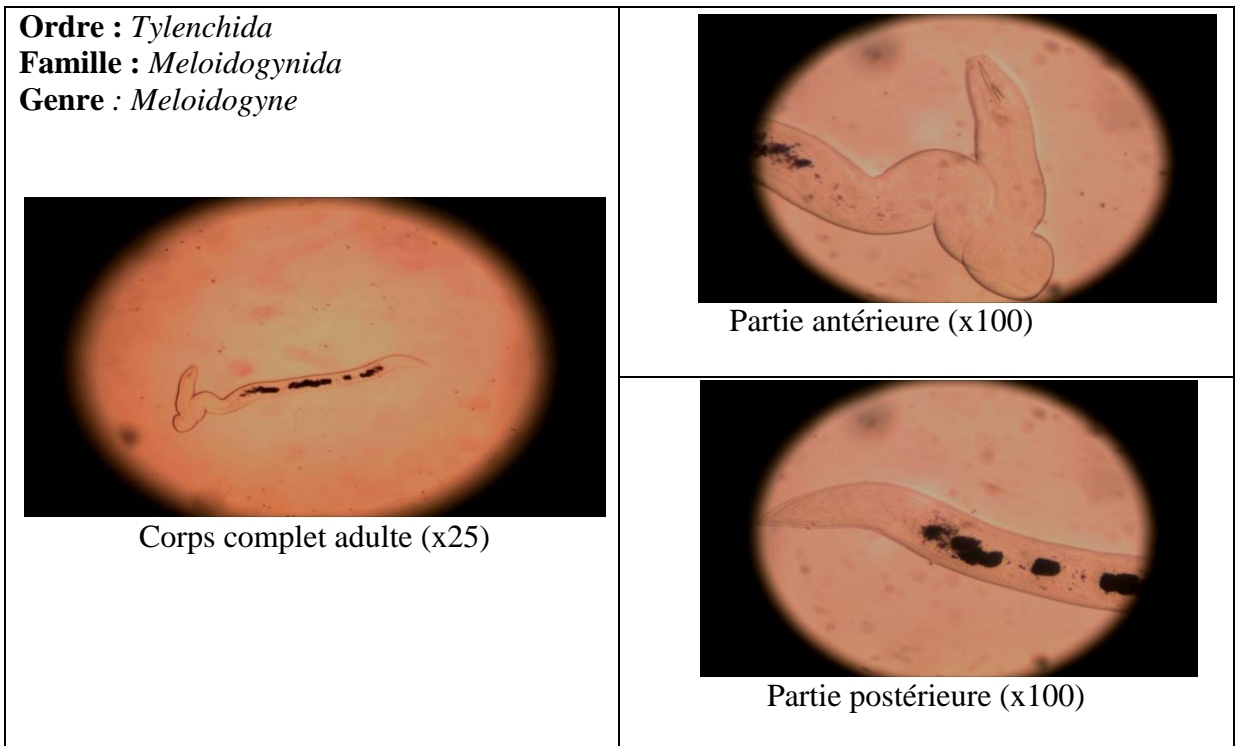 Ordre : Tylenchida
Famille : Meloidogynida
Genre : Meloidogyne
Corps complet adulte (x25)
Partie antérieure (x100)
Partie postérieure (x100)